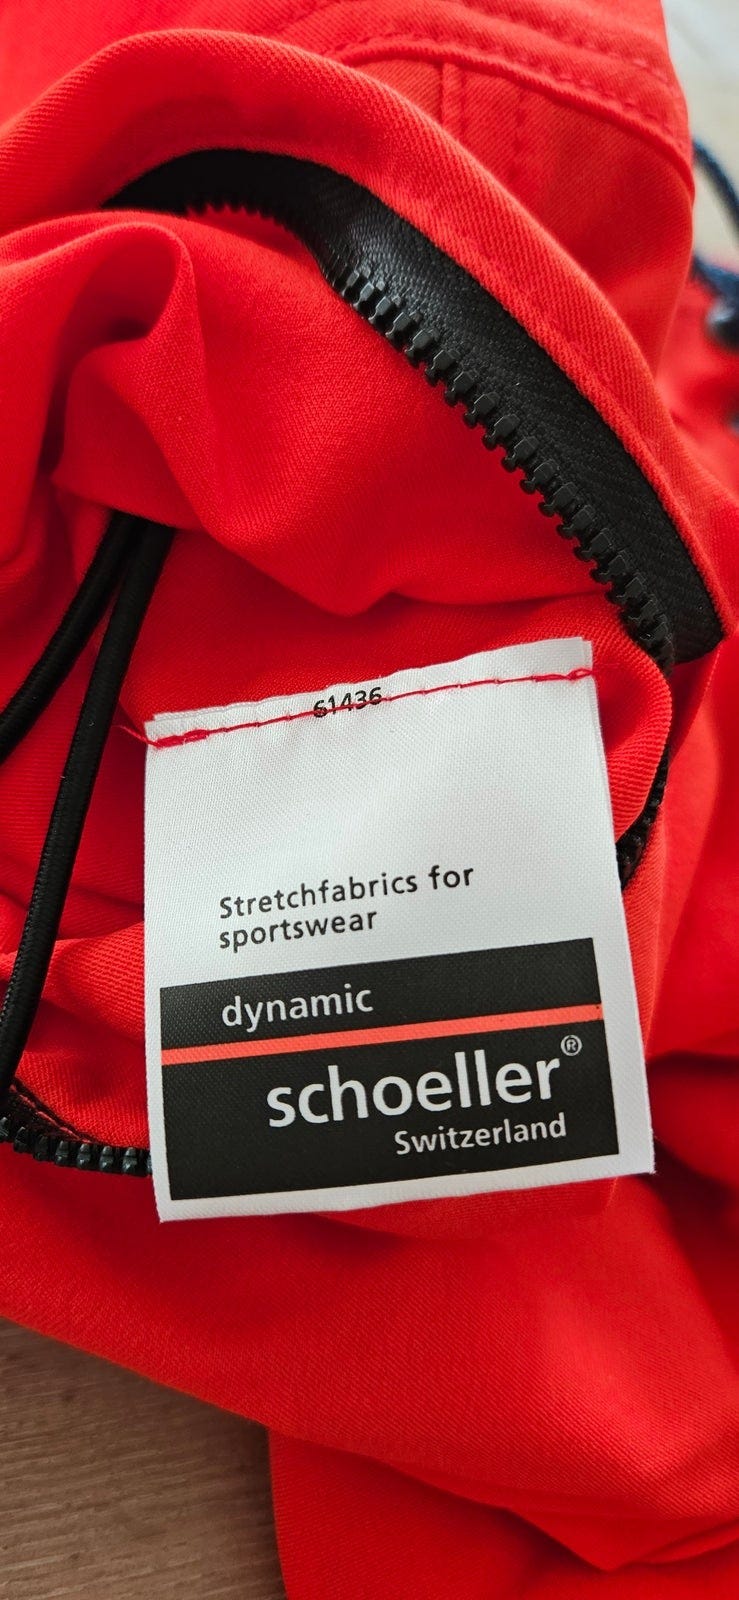 61436
Stretchfabrics for
sportswear
dynamic
schoeller®
Switzerland